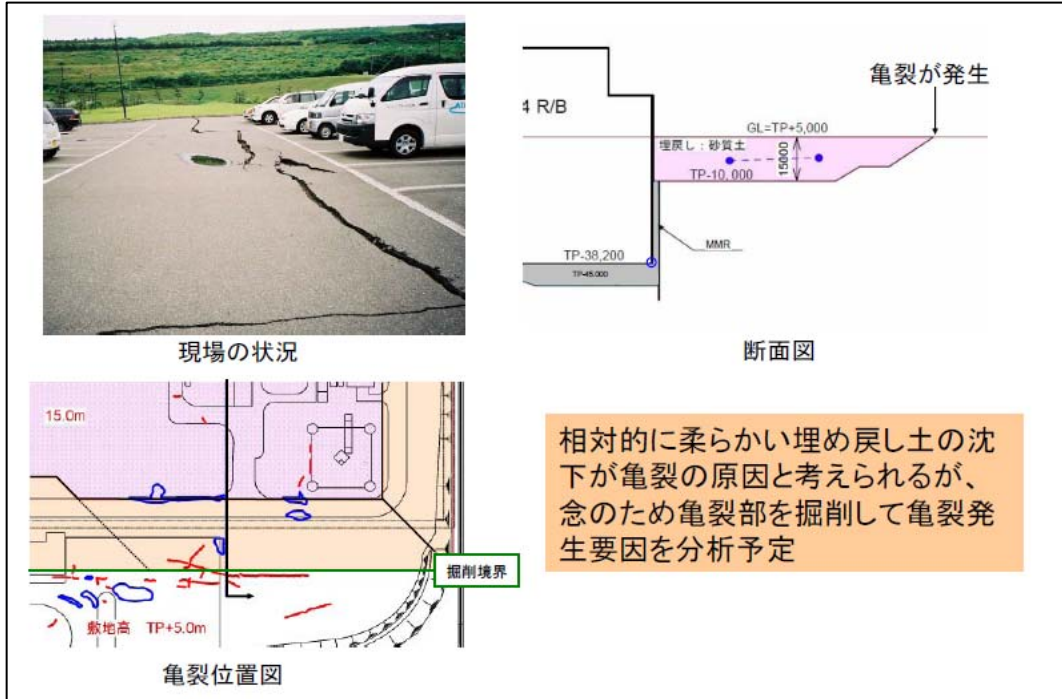 亀裂が発生
4 R/B
GL=TP+5,000
埋戻し：砂質土
15000
TP-10,000
MMR
TP-38,200
TP-45.000
現場の状況
断面図
15.0m
掘削境界
敷地高 TP+5.0m
亀裂位置図
相対的に柔らかい埋め戻し土の沈
下が亀裂の原因と考えられるが、
念のため亀裂部を掘削して亀裂発
生要因を分析予定